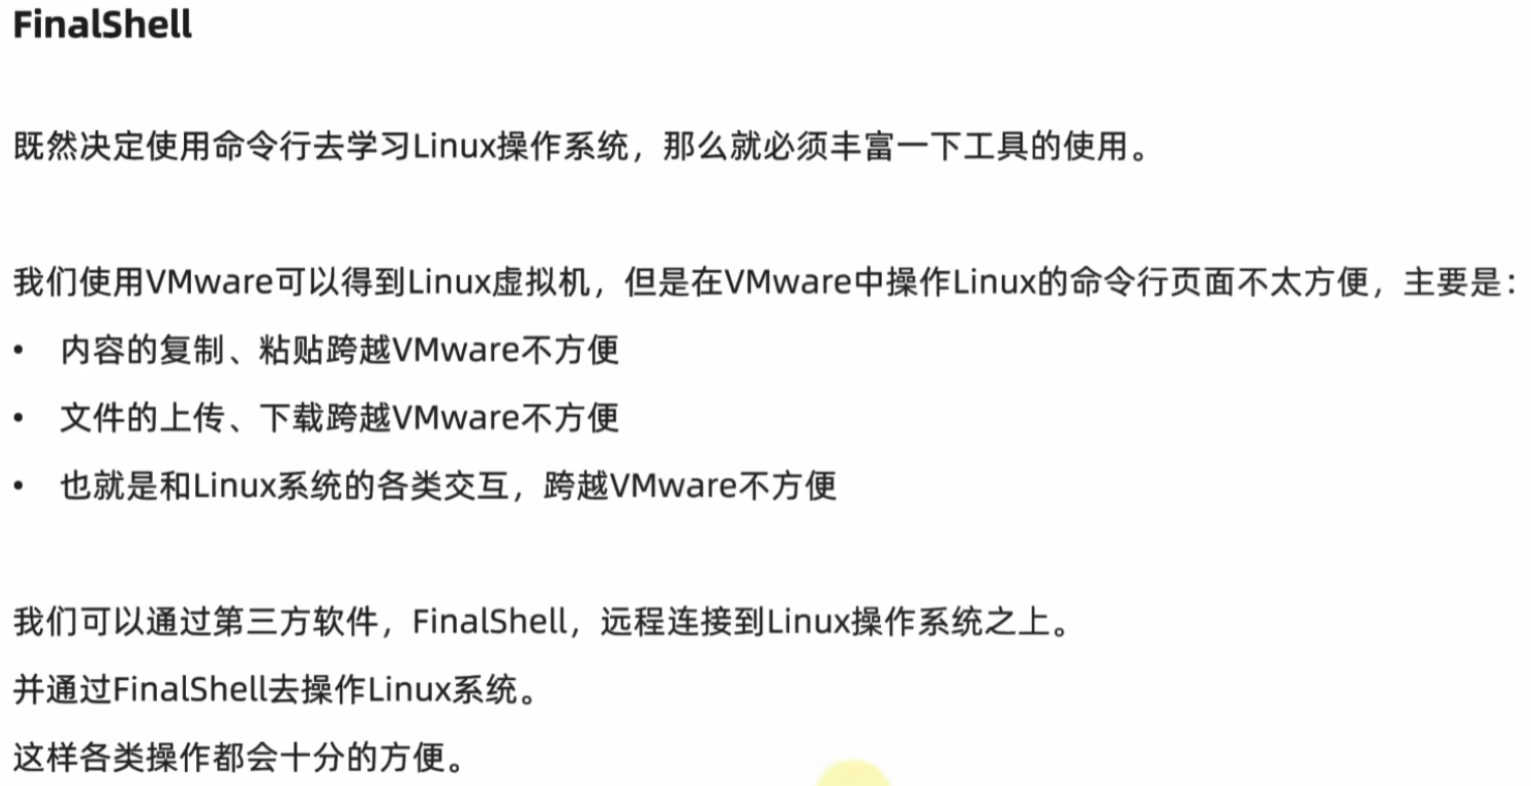 FinalShell
既然决定使用命令行去学习Linux操作系统，那么就必须丰富一下工具的使用。
我们使用VMware可以得到Linux虚拟机，但是在VMware中操作Linux的命令行页面不太方便，主要是：
• 内容的复制、粘贴跨越VMware不方便
• 文件的上传、下载跨越VMware不方便
• 也就是和Linux系统的各类交互，跨越VMware不方便
我们可以通过第三方软件，FinalShell，远程连接到Linux操作系统之上。
并通过FinalShell去操作Linux系统。
这样各类操作都会十分的方便。